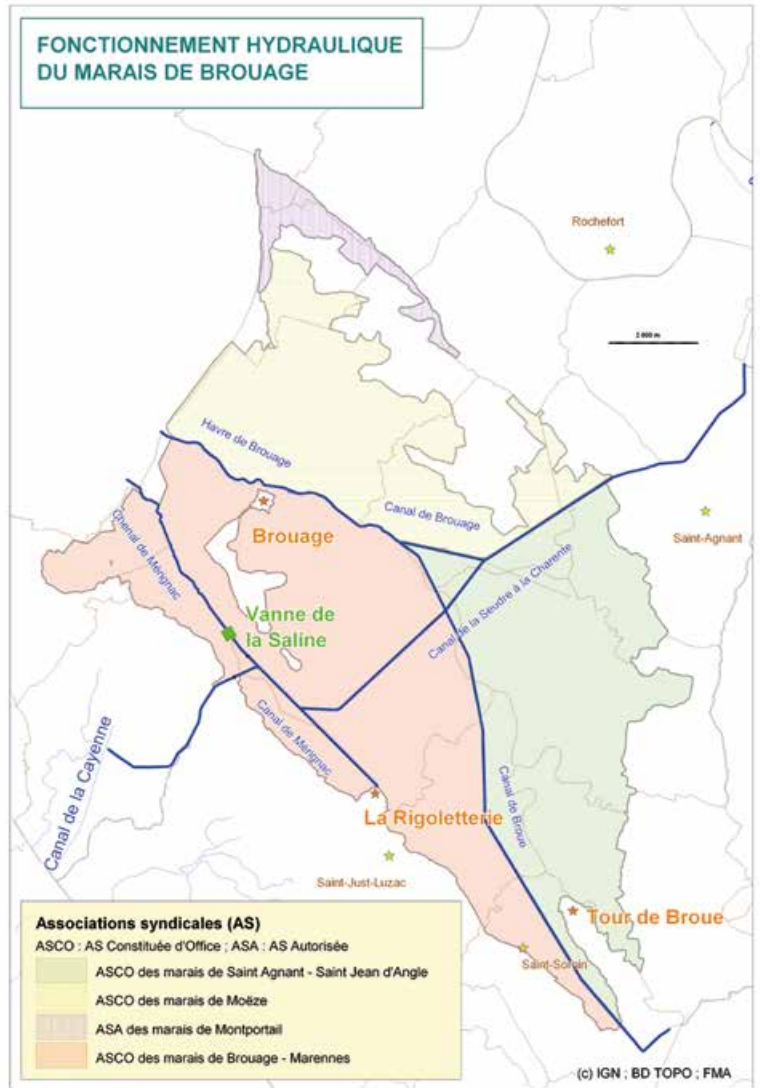 FONCTIONNEMENT HYDRAULIQUE
DU MARAIS DE BROUAGE
Rochefort
2 000 m
Havre de Brouage
Canal de Brouage
Saint-Agnant
Brouage
Chenal de Mérignac
Canal de la Seudre à la Charente
Vanne de
la Saline
Canal de Mérignac
Canal de la Cayenne
Canal de Broue
La Rigoletterie
Saint-Just-Luzac
Tour de Broue
Saint-Sornin
Associations syndicales (AS)
ASCO : AS Constituée d'Office ; ASA : AS Autorisée
ASCO des marais de Saint Agnant - Saint Jean d'Angle
ASCO des marais de Moëze
ASA des marais de Montportail
ASCO des marais de Brouage - Marennes
(c) IGN ; BD TOPO ; FMA